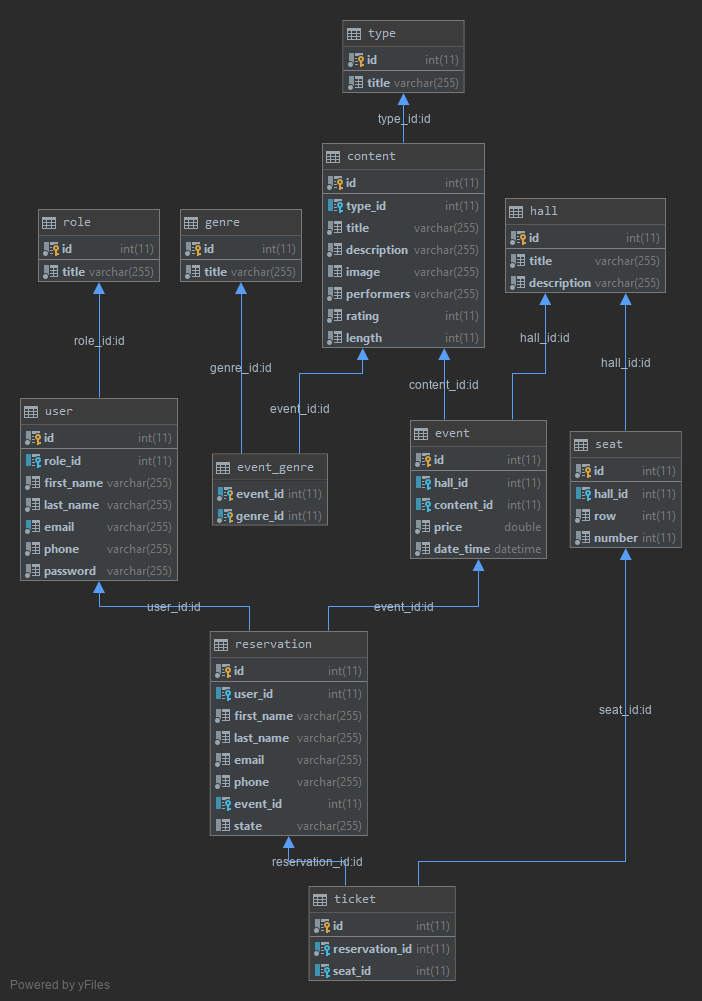 type
id int(11)
title varchar(255)
type_id:id
content
id int(11)
type_id int(11)
title varchar(255)
description varchar(255)
image varchar(255)
performers varchar(255)
rating int(11)
length int(11)
hall
id int(11)
title varchar(255)
description varchar(255)
role
id int(11)
title varchar(255)
genre
id int(11)
title varchar(255)
role_id:id
genre_id:id
event_id:id
content_id:id
hall_id:id
hall_id:id
user
id int(11)
role_id int(11)
first_name varchar(255)
last_name varchar(255)
email varchar(255)
phone varchar(255)
password varchar(255)
event_genre
event_id int(11)
genre_id int(11)
event
id int(11)
hall_id int(11)
content_id int(11)
price double
date_time datetime
seat
id int(11)
hall_id int(11)
row int(11)
number int(11)
user_id:id
event_id:id
reservation
id int(11)
user_id int(11)
first_name varchar(255)
last_name varchar(255)
email varchar(255)
phone varchar(255)
event_id int(11)
state varchar(255)
seat_id:id
reservation_id:id
ticket
id int(11)
reservation_id int(11)
seat_id int(11)
Powered by yFiles